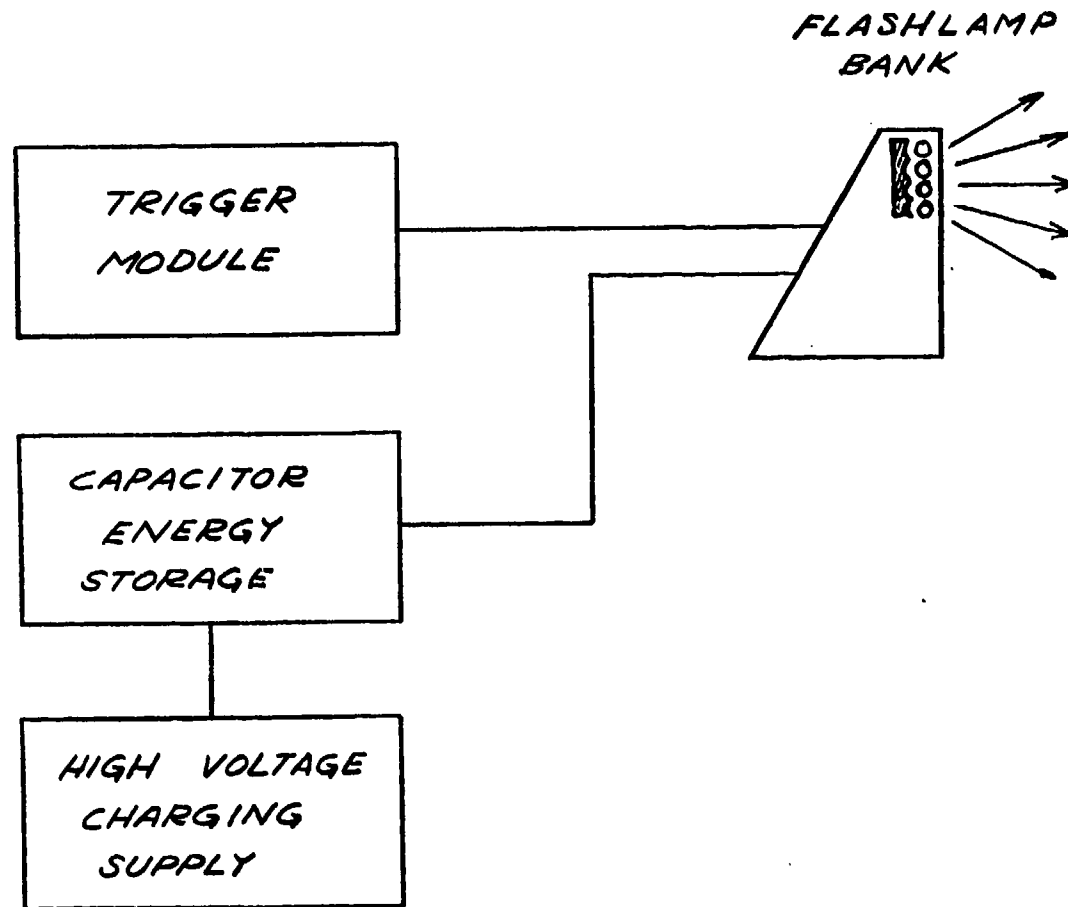 FLASHLAMP
BANK
TRIGGER
MODULE
CAPACITOR
ENERGY
STORAGE
HIGH VOLTAGE
CHARGING
SUPPLY